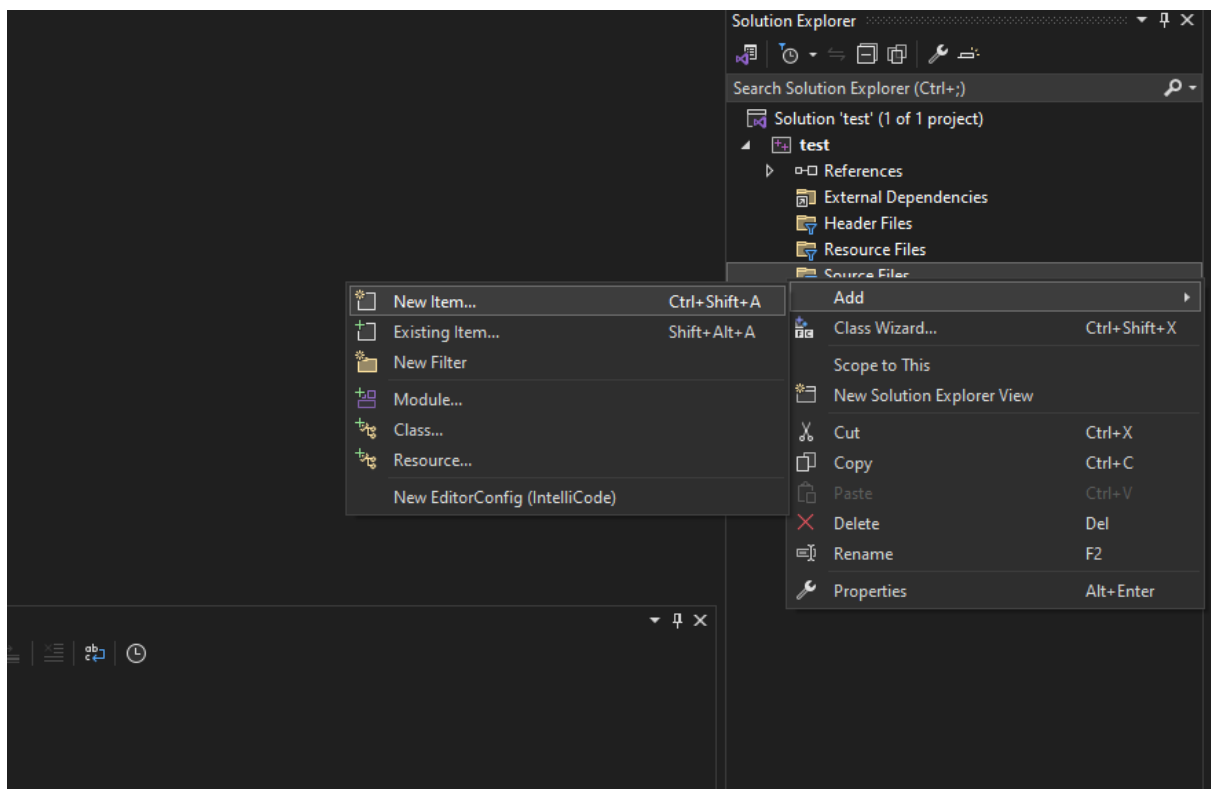 Solution Explorer
Search Solution Explorer (Ctrl+;)
Solution 'test' (1 of 1 project)
test
References
External Dependencies
Header Files
Resource Files
Source Files
New Item... Ctrl+Shift+A
Existing Item... Shift+Alt+A
New Filter
Module...
Class...
Resource...
New EditorConfig (IntelliCode)
Add
Class Wizard... Ctrl+Shift+X
Scope to This
New Solution Explorer View
Cut Ctrl+X
Copy Ctrl+C
Paste Ctrl+V
Delete Del
Rename F2
Properties Alt+Enter